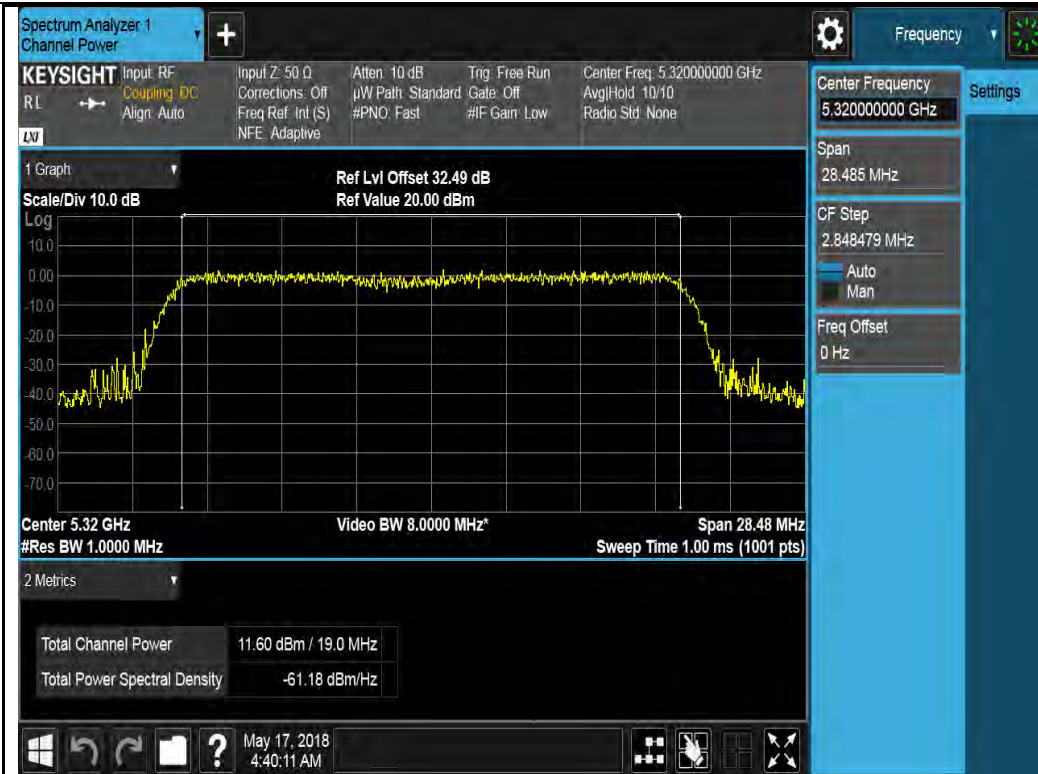 Spectrum Analyzer 1
Channel Power
+
Frequency
KEYSIGHT
RL
LXI
Input: RF
Coupling: DC
Align: Auto
Input Z: 50 Ω
Corrections: Off
Freq Ref: Int (S)
NFE: Adaptive
Atten: 10 dB
µW Path: Standard
#PNO: Fast
Trig: Free Run
Gate: Off
#IF Gain: Low
Center Freq: 5.320000000 GHz
Avg|Hold: 10/10
Radio Std: None
Center Frequency
5.320000000 GHz
Settings
Span
28.485 MHz
CF Step
2.848479 MHz
Auto
Man
Freq Offset
0 Hz
1 Graph
Scale/Div 10.0 dB
Ref Lvl Offset 32.49 dB
Ref Value 20.00 dBm
Log
10.0
0.00
-10.0
-20.0
-30.0
-40.0
-50.0
-60.0
-70.0
Center 5.32 GHz
#Res BW 1.0000 MHz
Video BW 8.0000 MHz*
Span 28.48 MHz
Sweep Time 1.00 ms (1001 pts)
2 Metrics
Total Channel Power 11.60 dBm / 19.0 MHz
Total Power Spectral Density -61.18 dBm/Hz
?
May 17, 2018
4:40:11 AM